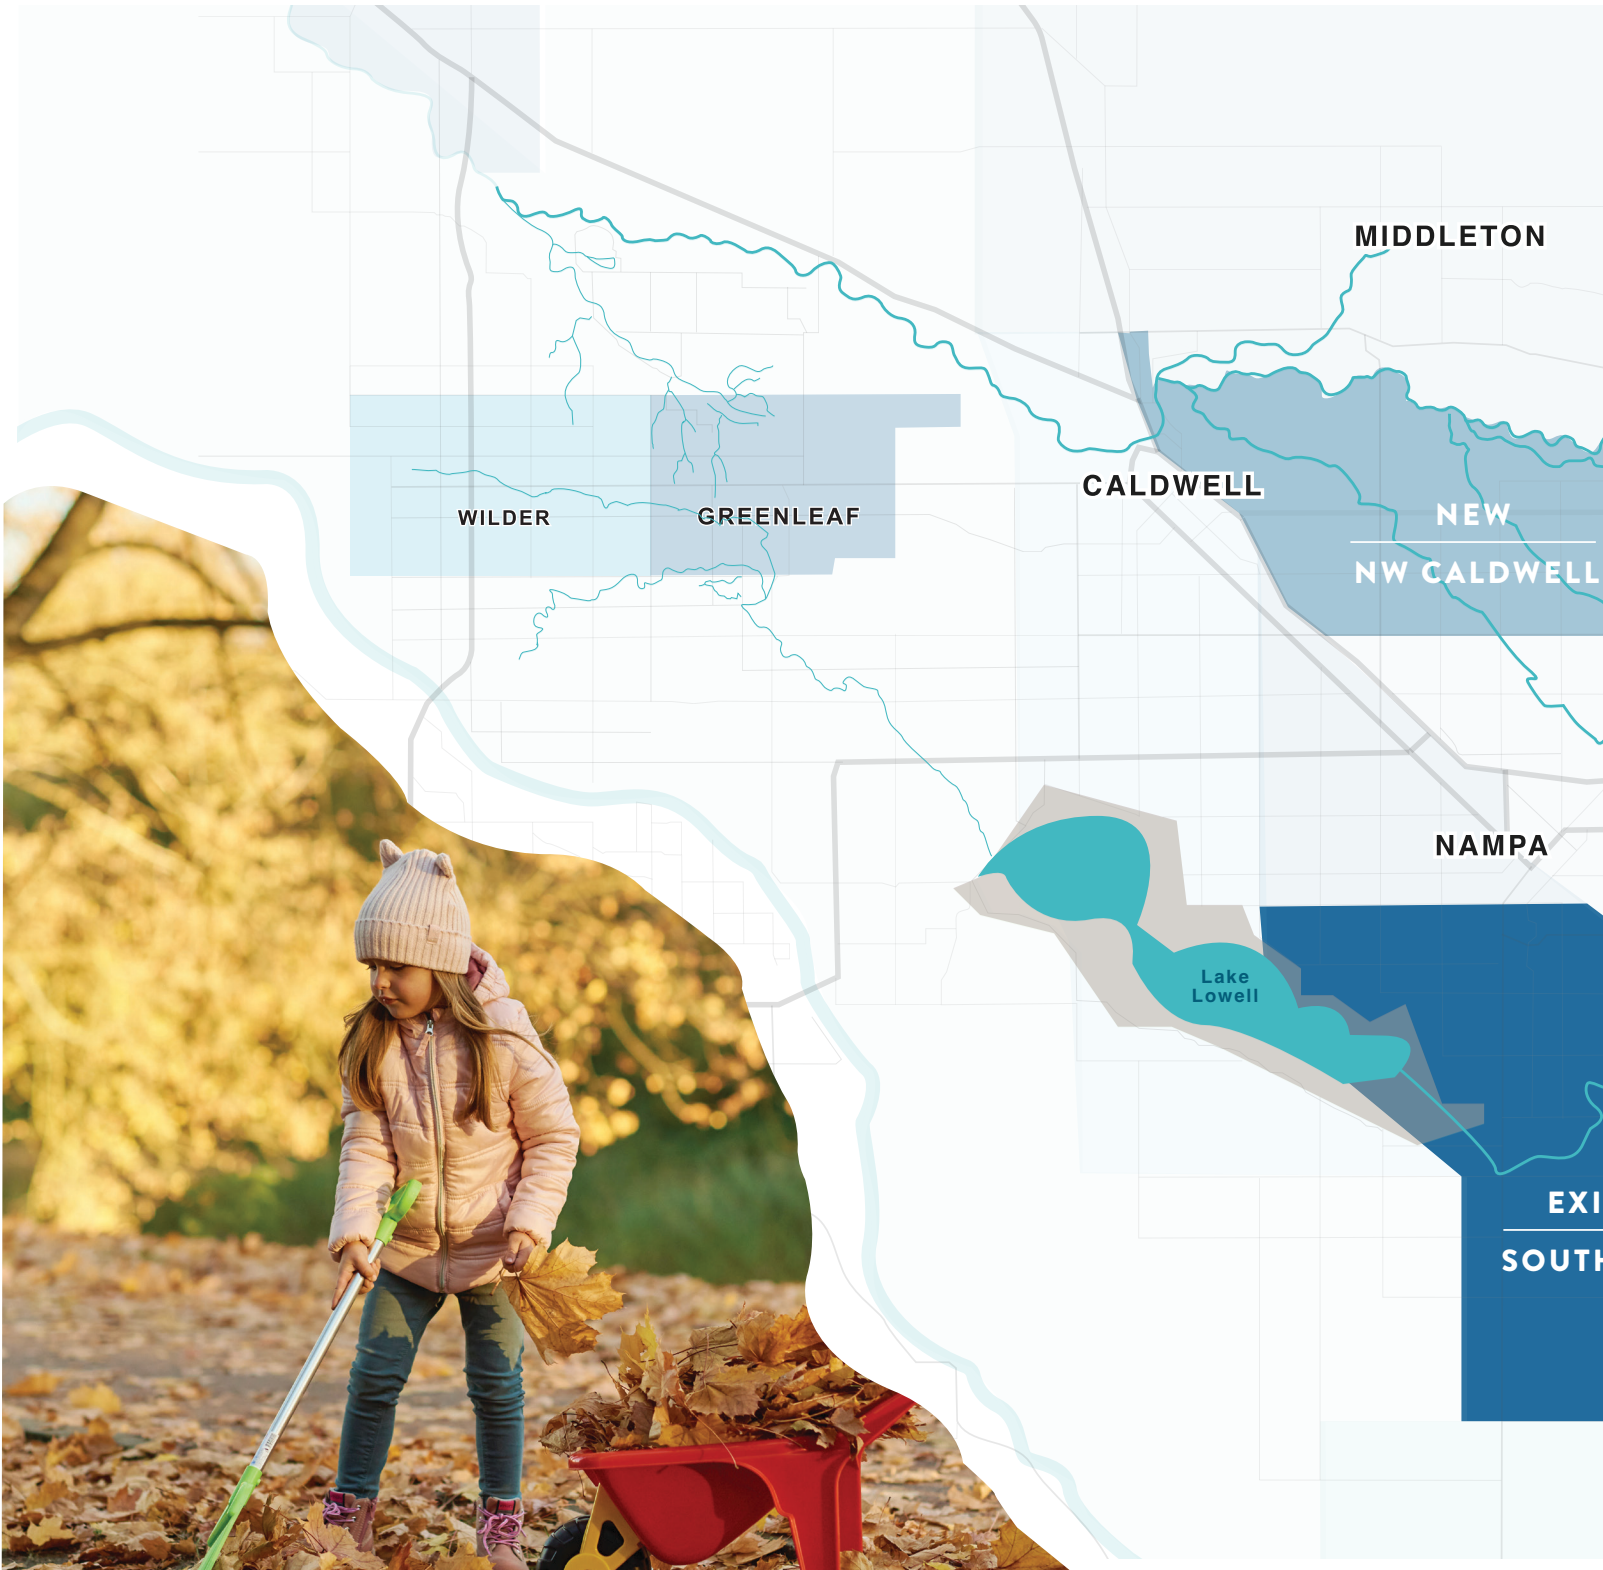 MIDDLETON
CALDWELL
WILDER
GREENLEAF
NEW
NW CALDWELL
NAMPA
Lake
Lowell
EXI
SOUTH